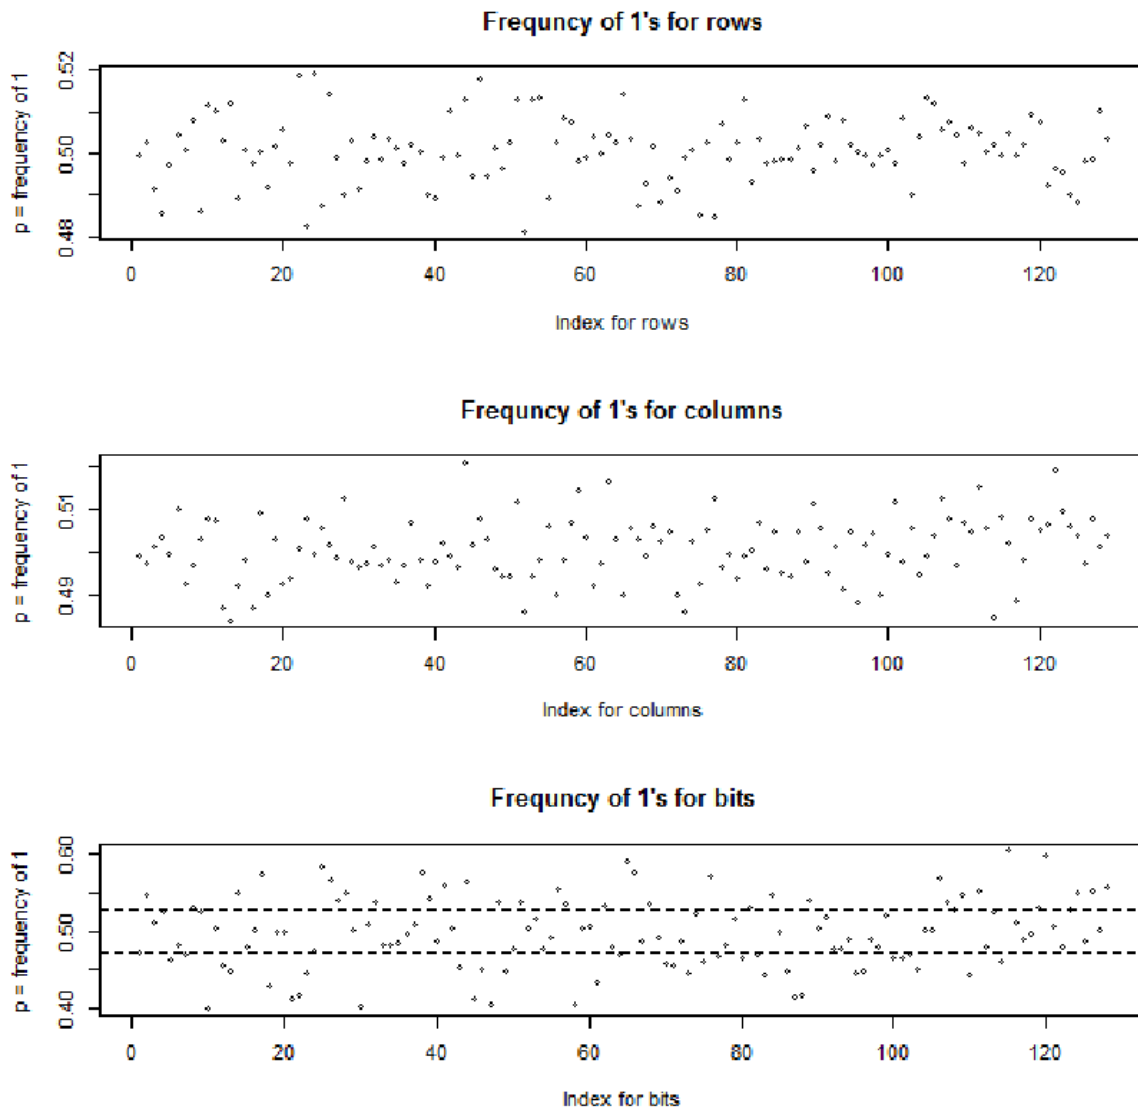 Frequncy of 1's for rows
p = frequency of 1
0.52
0.50
0.48
0 20 40 60 80 100 120
Index for rows
Frequncy of 1's for columns
p = frequency of 1
0.51
0.49
0 20 40 60 80 100 120
Index for columns
Frequncy of 1's for bits
p = frequency of 1
0.60
0.50
0.40
0 20 40 60 80 100 120
Index for bits